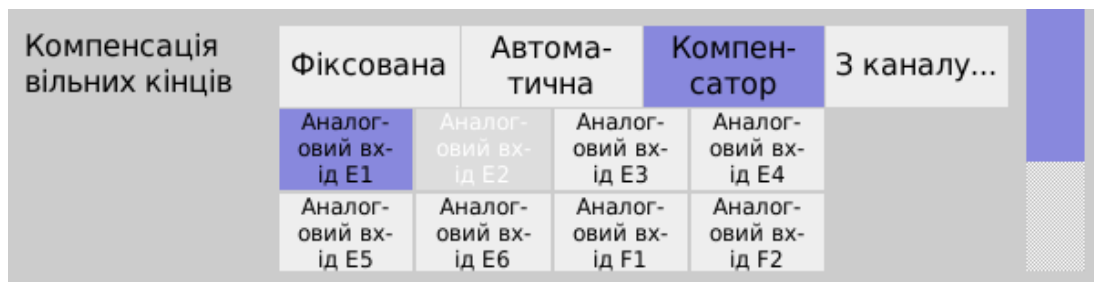 Компенсація
вільних кінців
Фіксована
Автома-
тична
Компен-
сатор
З каналу...
Аналог-
овий вх-
ід E1
Аналог-
овий вх-
ід E2
Аналог-
овий вх-
ід E3
Аналог-
овий вх-
ід E4
Аналог-
овий вх-
ід E5
Аналог-
овий вх-
ід E6
Аналог-
овий вх-
ід F1
Аналог-
овий вх-
ід F2